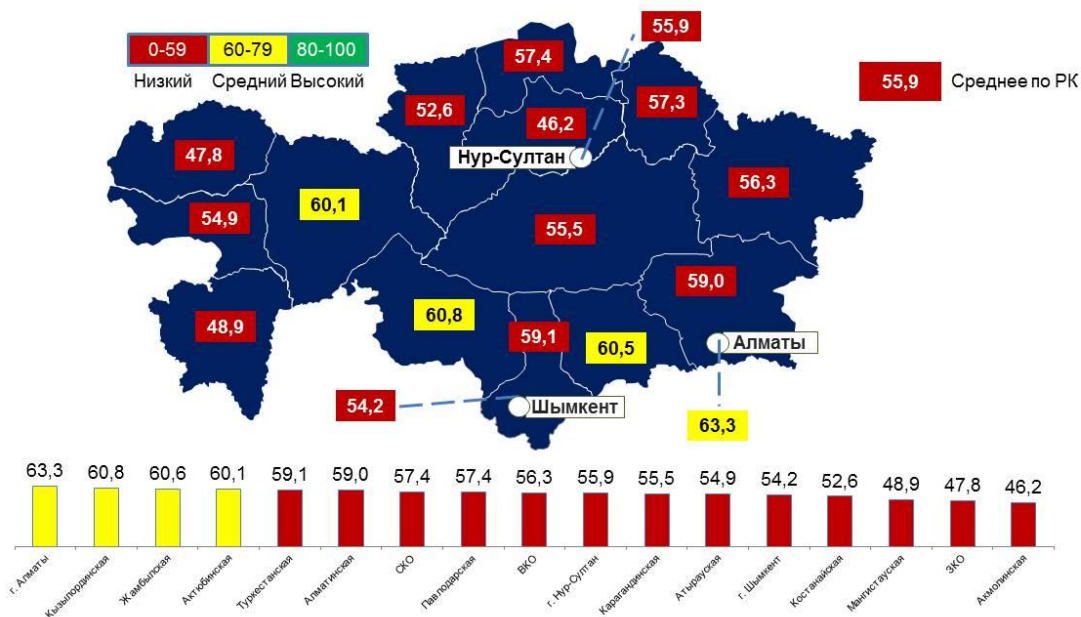 55,9
0-59 60-79 80-100
Низкий Средний Высокий
57,4
55,9 Среднее по РК
57,3
52,6
46,2
47,8
Нур-Султан
56,3
60,1
54,9
55,5
59,0
48,9
60,8
59,1
60,5
Алматы
54,2
Шымкент
63,3
63,3 60,8 60,6 60,1 59,1 59,0 57,4 57,4 56,3 55,9 55,5 54,9 54,2 52,6 48,9 47,8 46,2
г. Алматы
Кызылординская
Жамбылская
Актюбинская
Туркестанская
Алматинская
СКО
Павлодарская
ВКО
г. Нур-Султан
Карагандинская
Атырауская
г. Шымкент
Костанайская
Мангистауская
ЗКО
Акмолинская